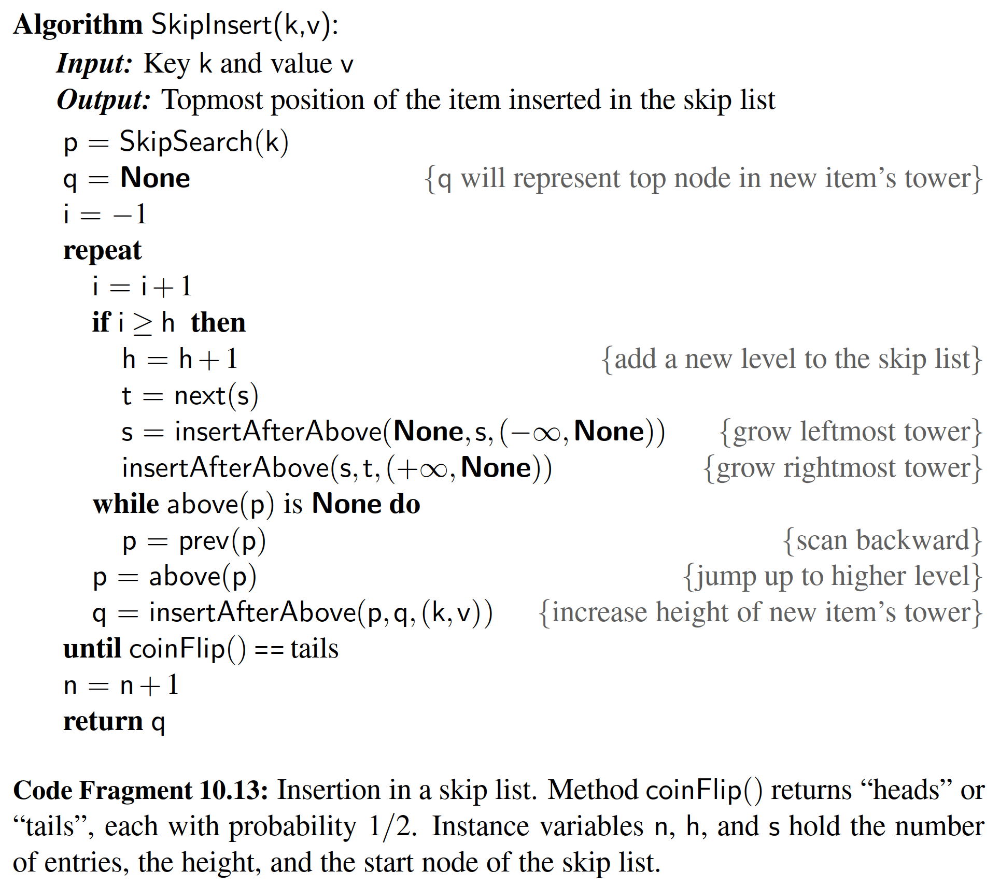 Algorithm SkipInsert(k,v):
Input: Key k and value v
Output: Topmost position of the item inserted in the skip list
p = SkipSearch(k)
q = None {q will represent top node in new item’s tower}
i = −1
repeat
i = i+1
if i ≥ h then
h = h+1 {add a new level to the skip list}
t = next(s)
s = insertAfterAbove(None,s,(−∞,None)) {grow leftmost tower}
insertAfterAbove(s,t,(+∞,None)) {grow rightmost tower}
while above(p) is None do
p = prev(p) {scan backward}
p = above(p) {jump up to higher level}
q = insertAfterAbove(p,q,(k,v)) {increase height of new item’s tower}
until coinFlip() == tails
n = n+1
return q
Code Fragment 10.13: Insertion in a skip list. Method coinFlip() returns “heads” or
“tails”, each with probability 1/2. Instance variables n, h, and s hold the number
of entries, the height, and the start node of the skip list.